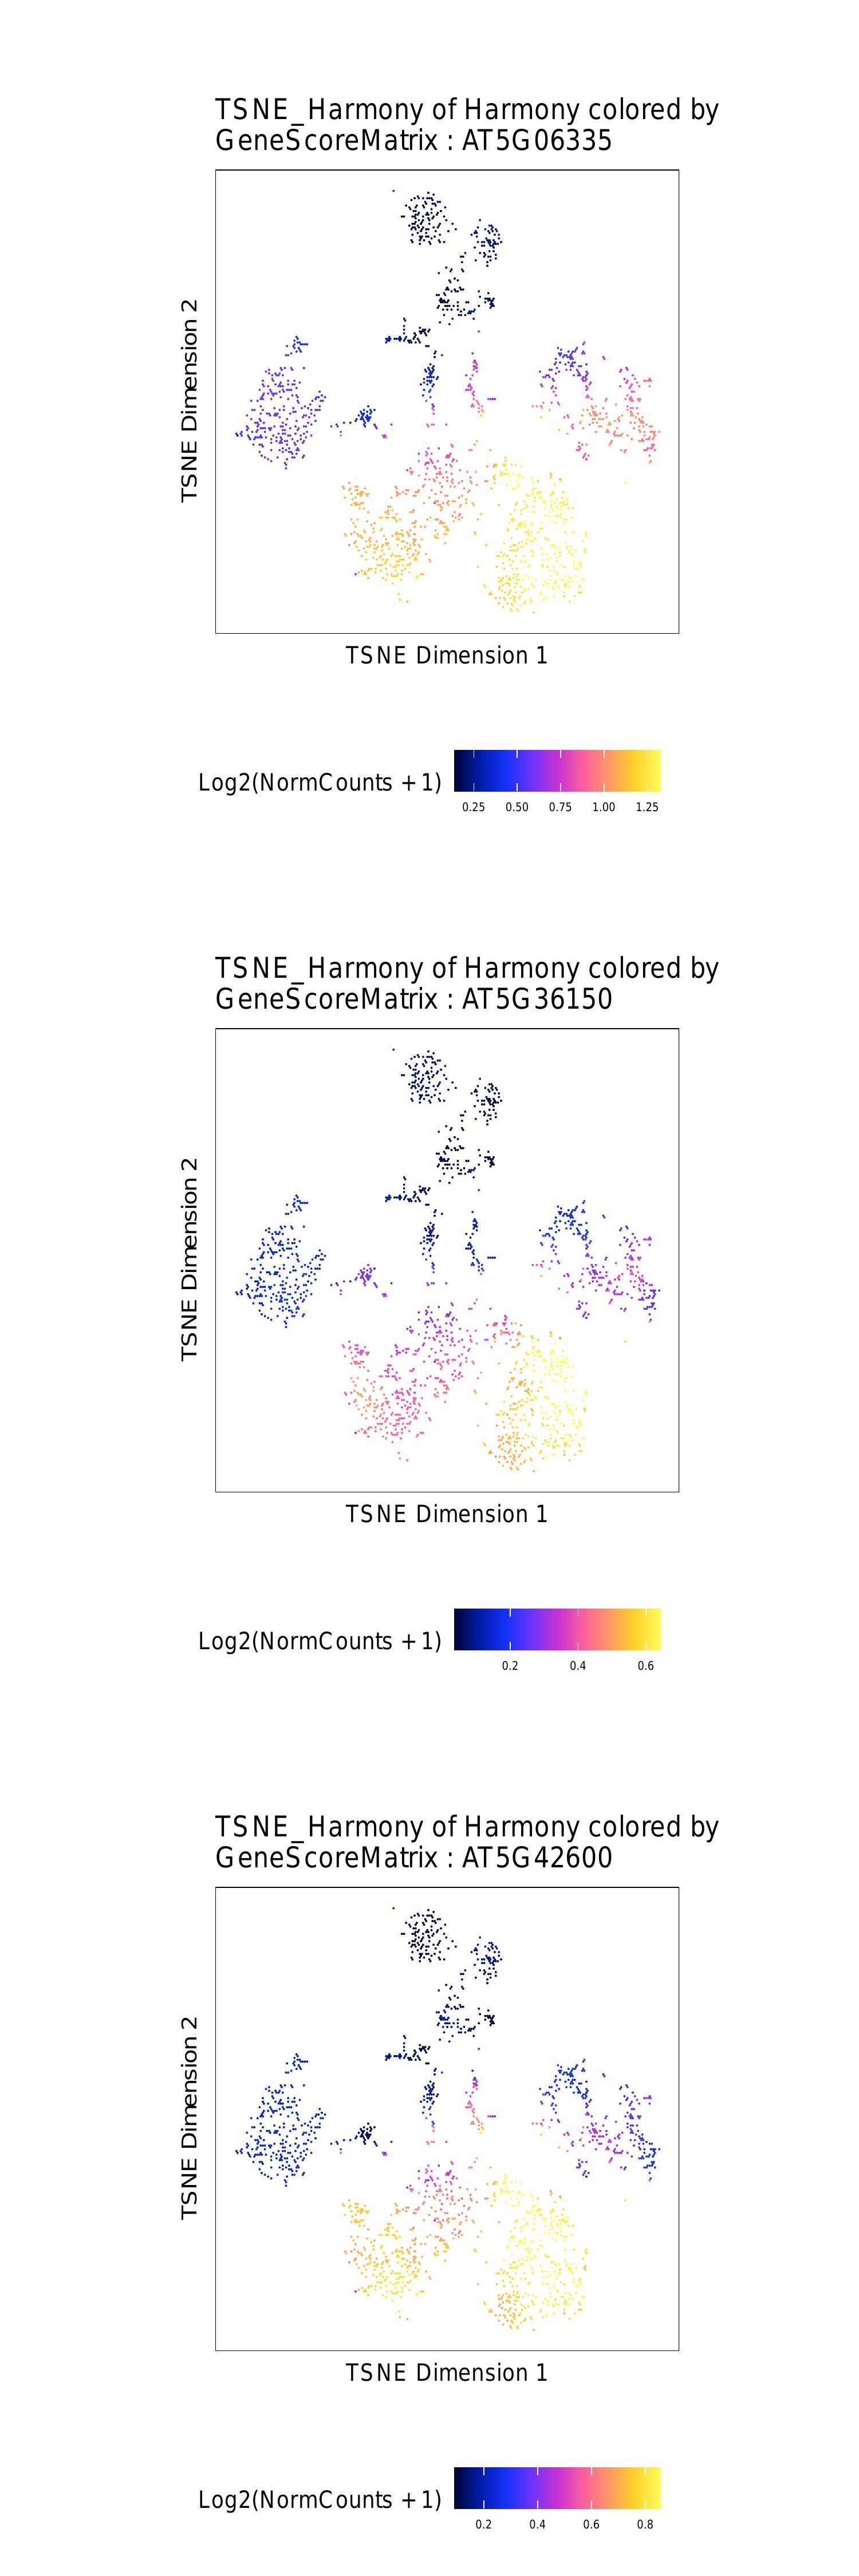 TSNE_Harmony of Harmony colored by
GeneScoreMatrix : AT5G06335
TSNE Dimension 2
TSNE Dimension 1
Log2(NormCounts +1)
0.25 0.50 0.75 1.00 1.25
TSNE_Harmony of Harmony colored by
GeneScoreMatrix : AT5G36150
TSNE Dimension 2
TSNE Dimension 1
Log2(NormCounts +1)
0.2 0.4 0.6
TSNE_Harmony of Harmony colored by
GeneScoreMatrix : AT5G42600
TSNE Dimension 2
TSNE Dimension 1
Log2(NormCounts +1)
0.2 0.4 0.6 0.8